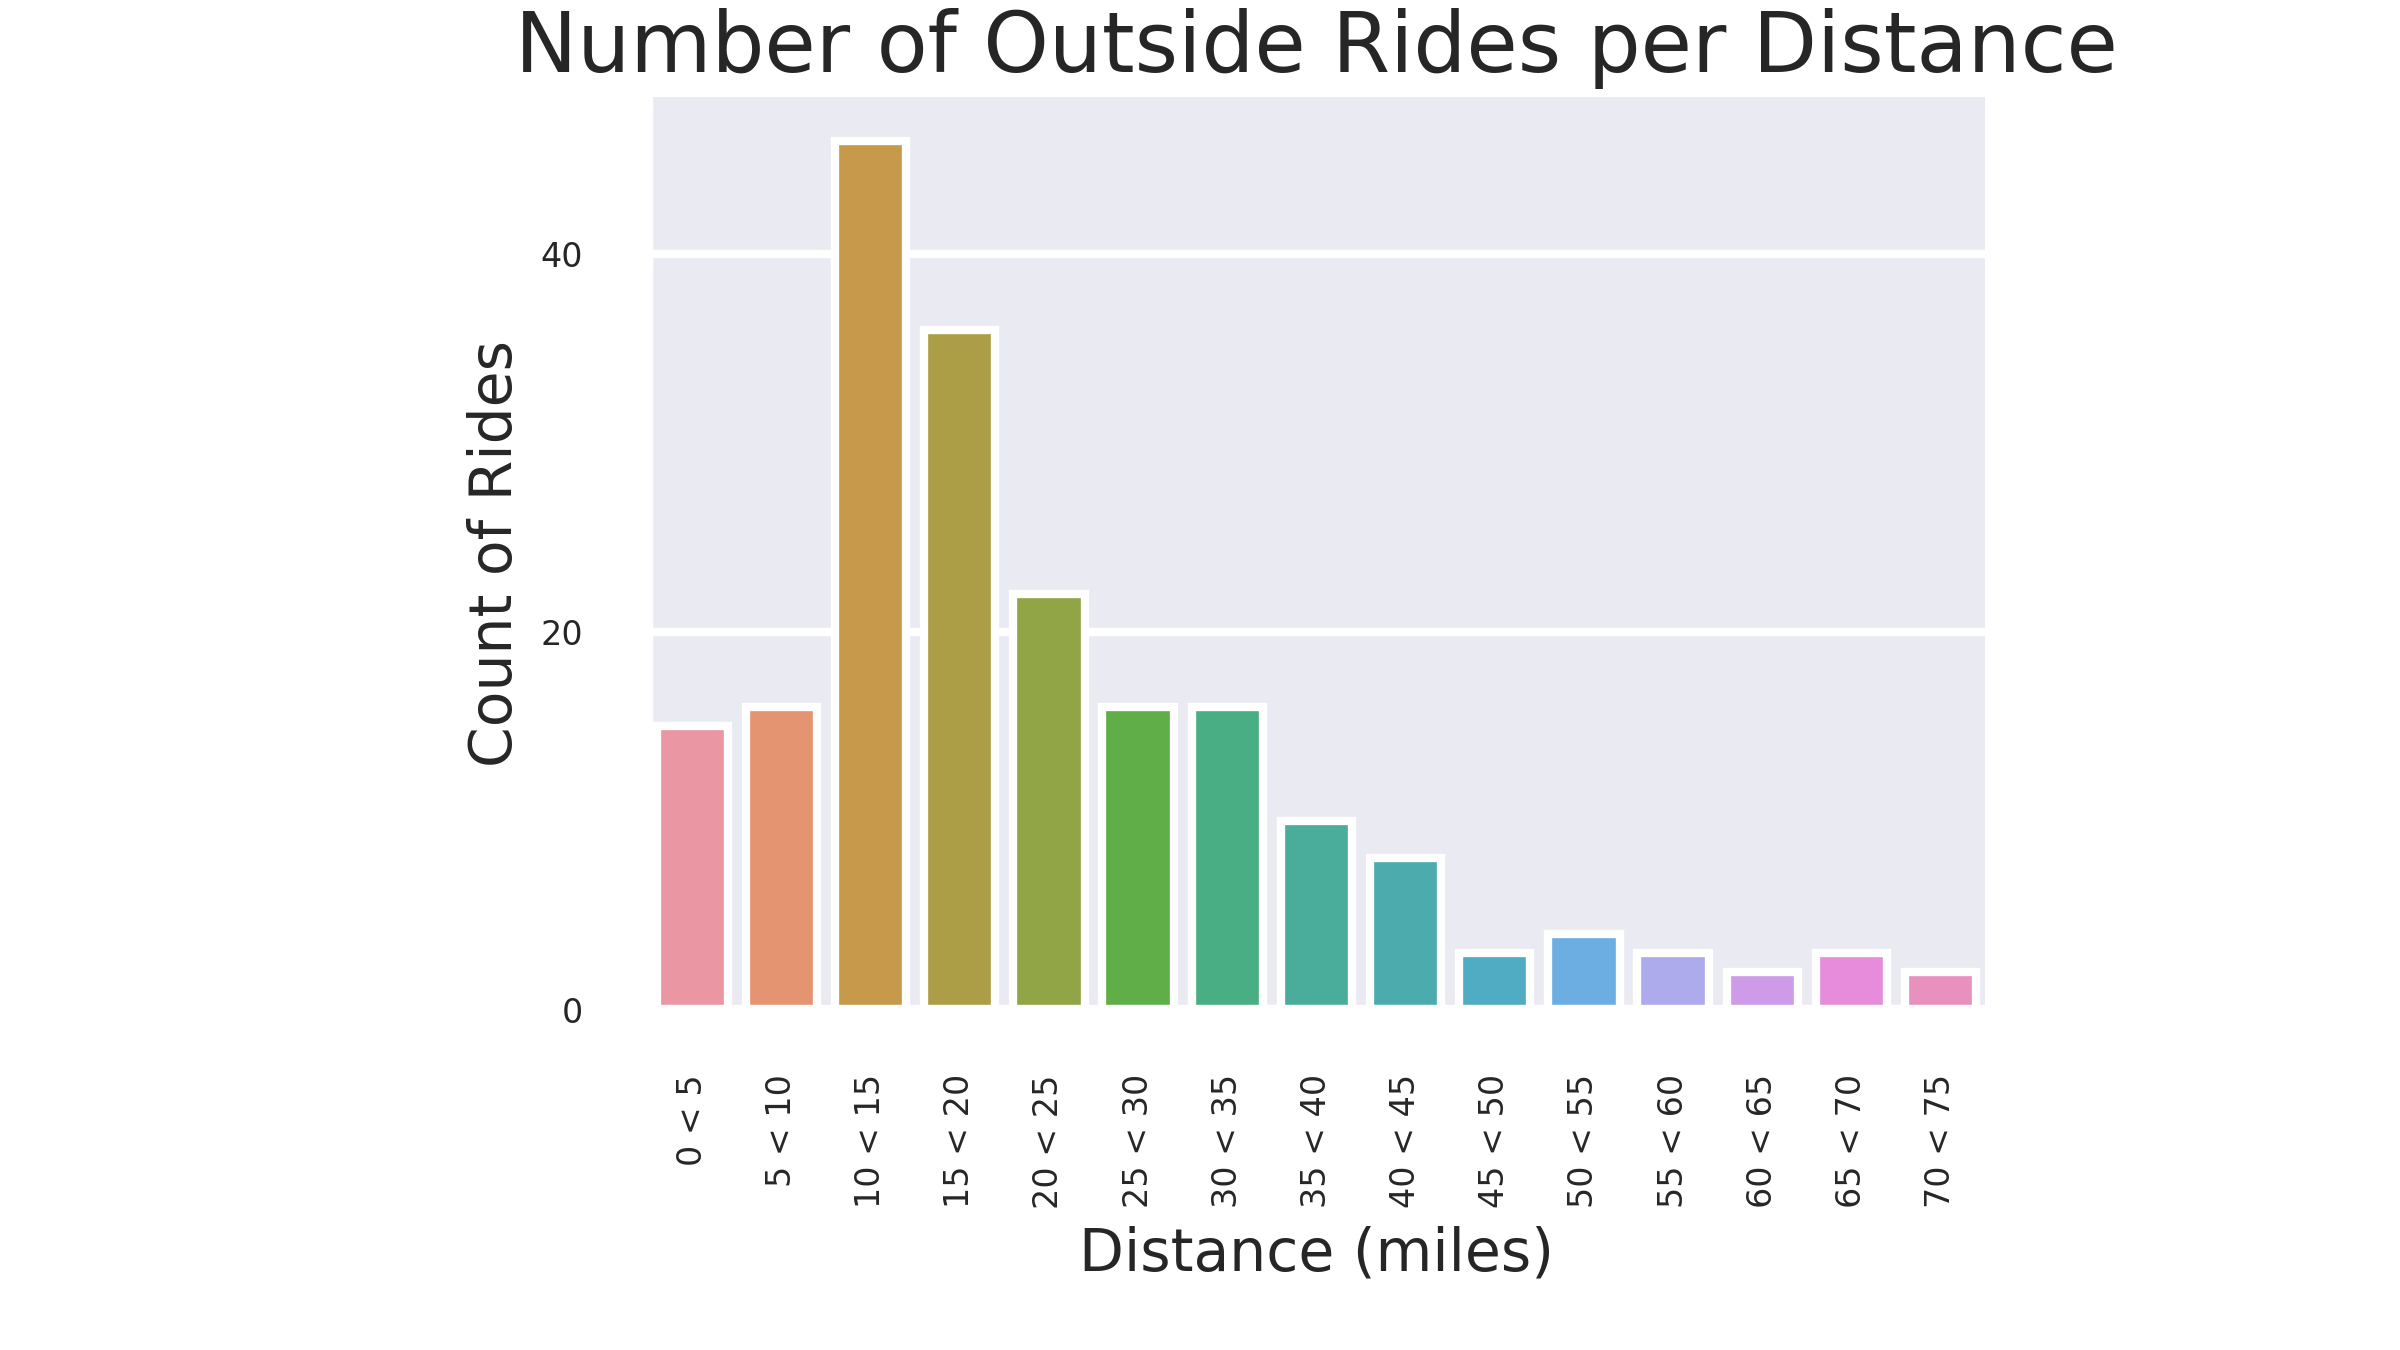 Number of Outside Rides per Distance
Count of Rides
40
20
0
0 < 5
5 < 10
10 < 15
15 < 20
20 < 25
25 < 30
30 < 35
35 < 40
40 < 45
45 < 50
50 < 55
55 < 60
60 < 65
65 < 70
70 < 75
Distance (miles)